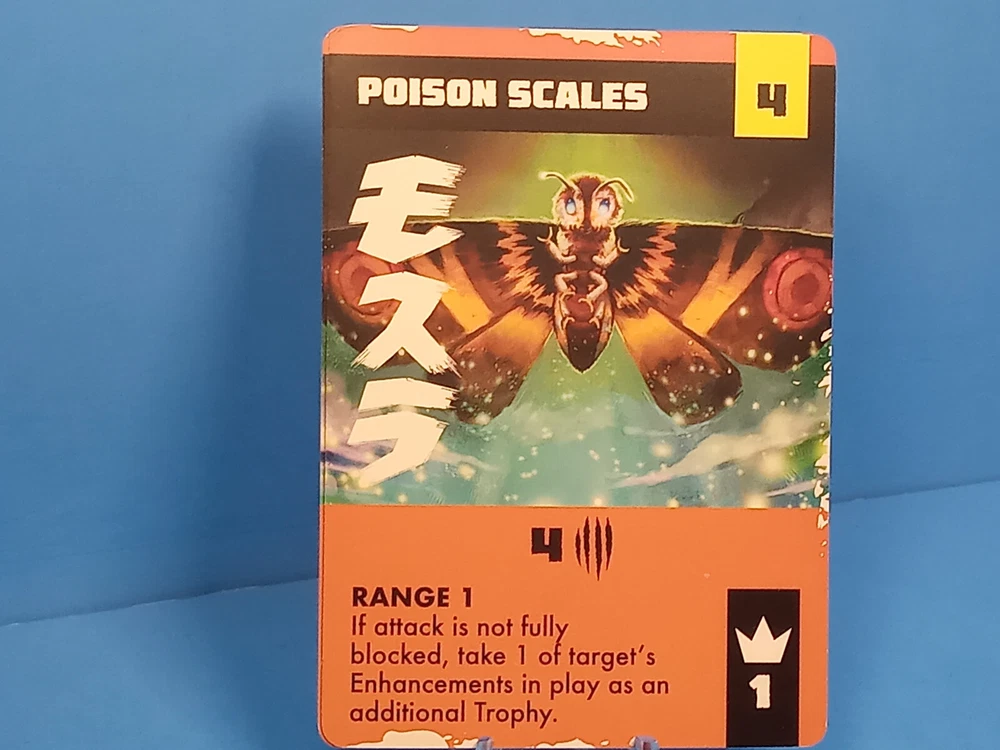 POISON SCALES
4
モスラ
4
RANGE 1
If attack is not fully
blocked, take 1 of target's
Enhancements in play as an
additional Trophy.
1